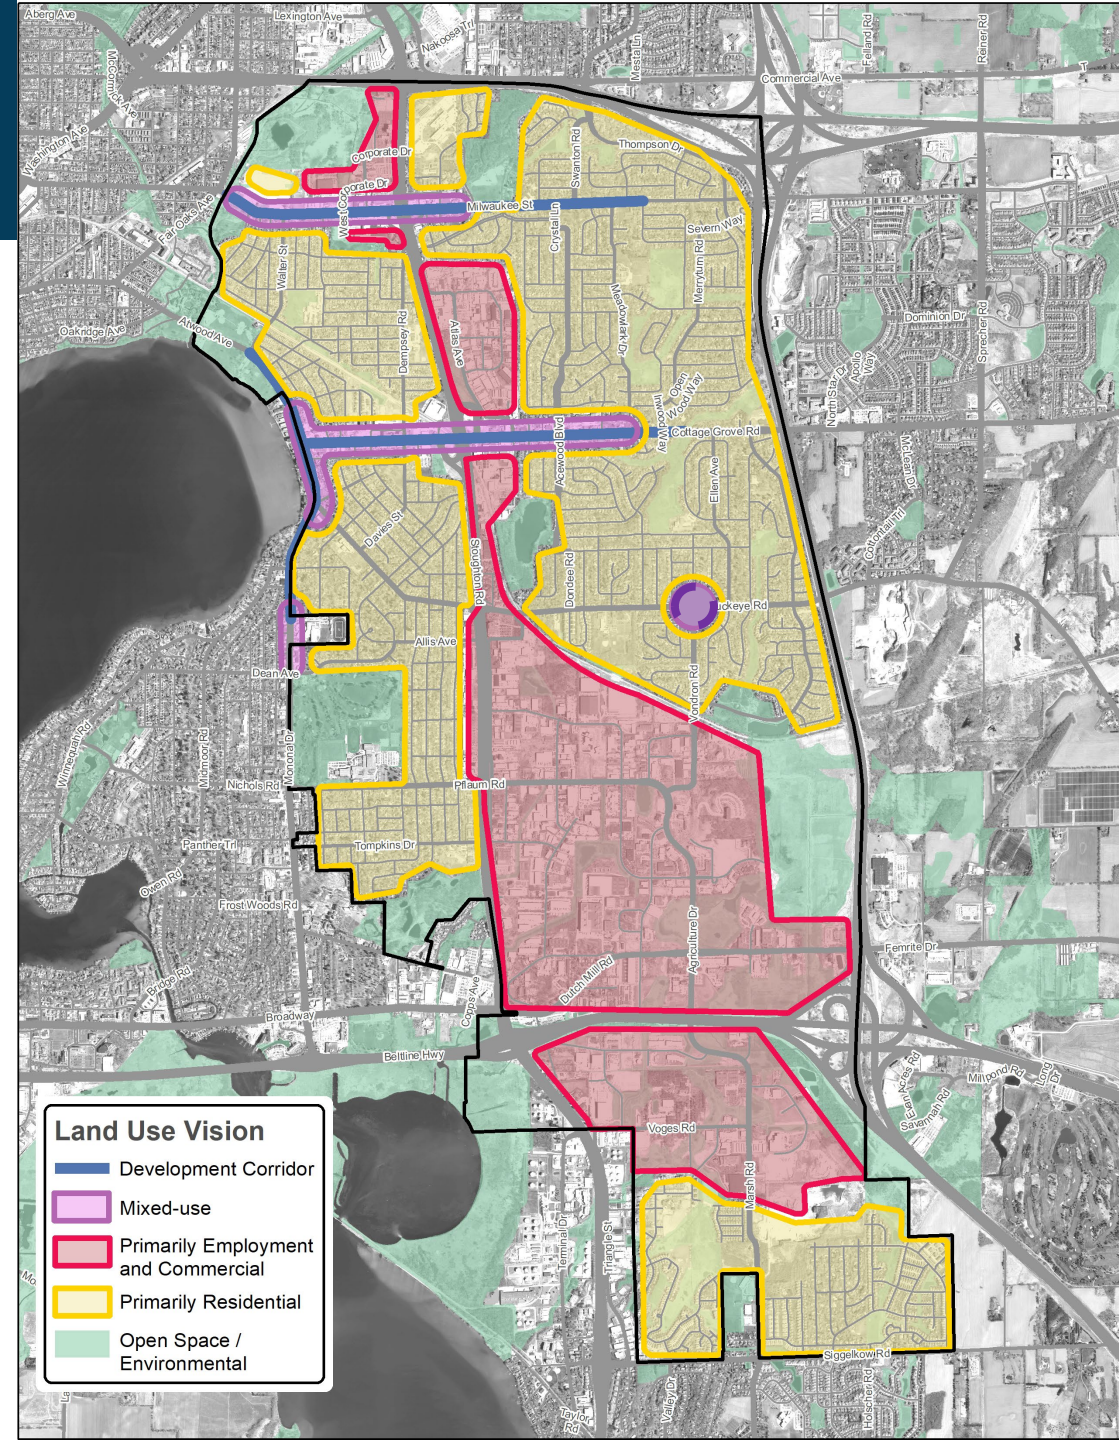 Aberg Ave
Lexington Ave
Nakoosa Trl
Mesta Ln
Felland Rd
Reiner Rd
Commercial Ave
Washington Ave
Thompson Dr
Swanton Rd
Corporate Dr
West Corporate Dr
Milwaukee St
Fair Oaks Ave
Crystal Ln
Severn Way
Walter St
Merryturn Rd
Meadowlark Dr
Dominion Dr
Sprecher Rd
Oakridge Ave
Atwood Ave
Dempsey Rd
Atlas Ave
Apollo
Way
North Star Dr
Open
Wood Way
Inwood Way
Acewood Blvd
Cottage Grove Rd
McLean Dr
Ellen Ave
Davies St
Cottontail Trl
Stoughton Rd
Dondee Rd
uckeye Rd
Allis Ave
Dean Ave
Vondron Rd
Winnequah Rd
Midmoor Rd
Monona Dr
Nichols Rd
Pflaum Rd
Panther Trl
Tompkins Dr
Owen Rd
Frost Woods Rd
Agriculture Dr
Femrite Dr
Bridge Rd
Dutch Mill Rd
Copps Ave
Broadway
Beltline Hwy
Evan Acres Rd
Savannah Rd
Millpond Rd
Long
Dr
Voges Rd
Marsh Rd
Terminal Dr
Triangle St
Siggelkow Rd
Valley Dr
Holscher Rd
Taylor
Rd
Land Use Vision
Development Corridor
Mixed-use
Primarily Employment
and Commercial
Primarily Residential
Open Space /
Environmental